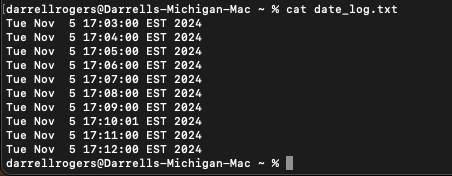 darrellrogers@Darrells-Michigan-Mac ~ % cat date_log.txt
Tue Nov  5 17:03:00 EST 2024
Tue Nov  5 17:04:00 EST 2024
Tue Nov  5 17:05:00 EST 2024
Tue Nov  5 17:06:00 EST 2024
Tue Nov  5 17:07:00 EST 2024
Tue Nov  5 17:08:00 EST 2024
Tue Nov  5 17:09:00 EST 2024
Tue Nov  5 17:10:01 EST 2024
Tue Nov  5 17:11:00 EST 2024
Tue Nov  5 17:12:00 EST 2024
darrellrogers@Darrells-Michigan-Mac ~ %